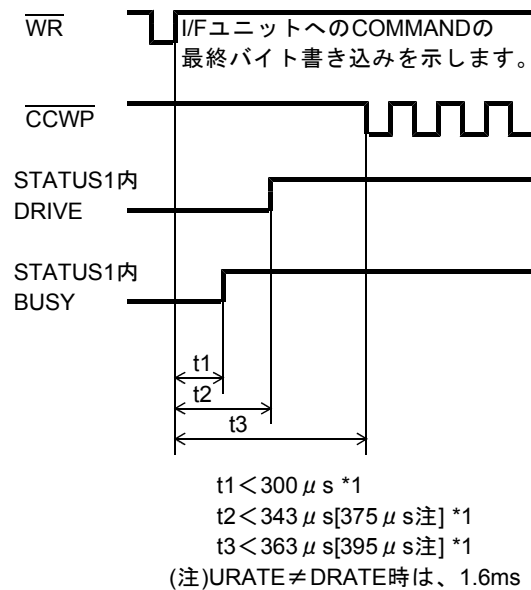 WR
I/FユニットへのCOMMANDの
最終バイト書き込みを示します。
CCWP
STATUS1内
DRIVE
STATUS1内
BUSY
t1
t2
t3
t1＜300μs *1
t2＜343μs[375μs注] *1
t3＜363μs[395μs注] *1
(注)URATE≠DRATE時は、1.6ms